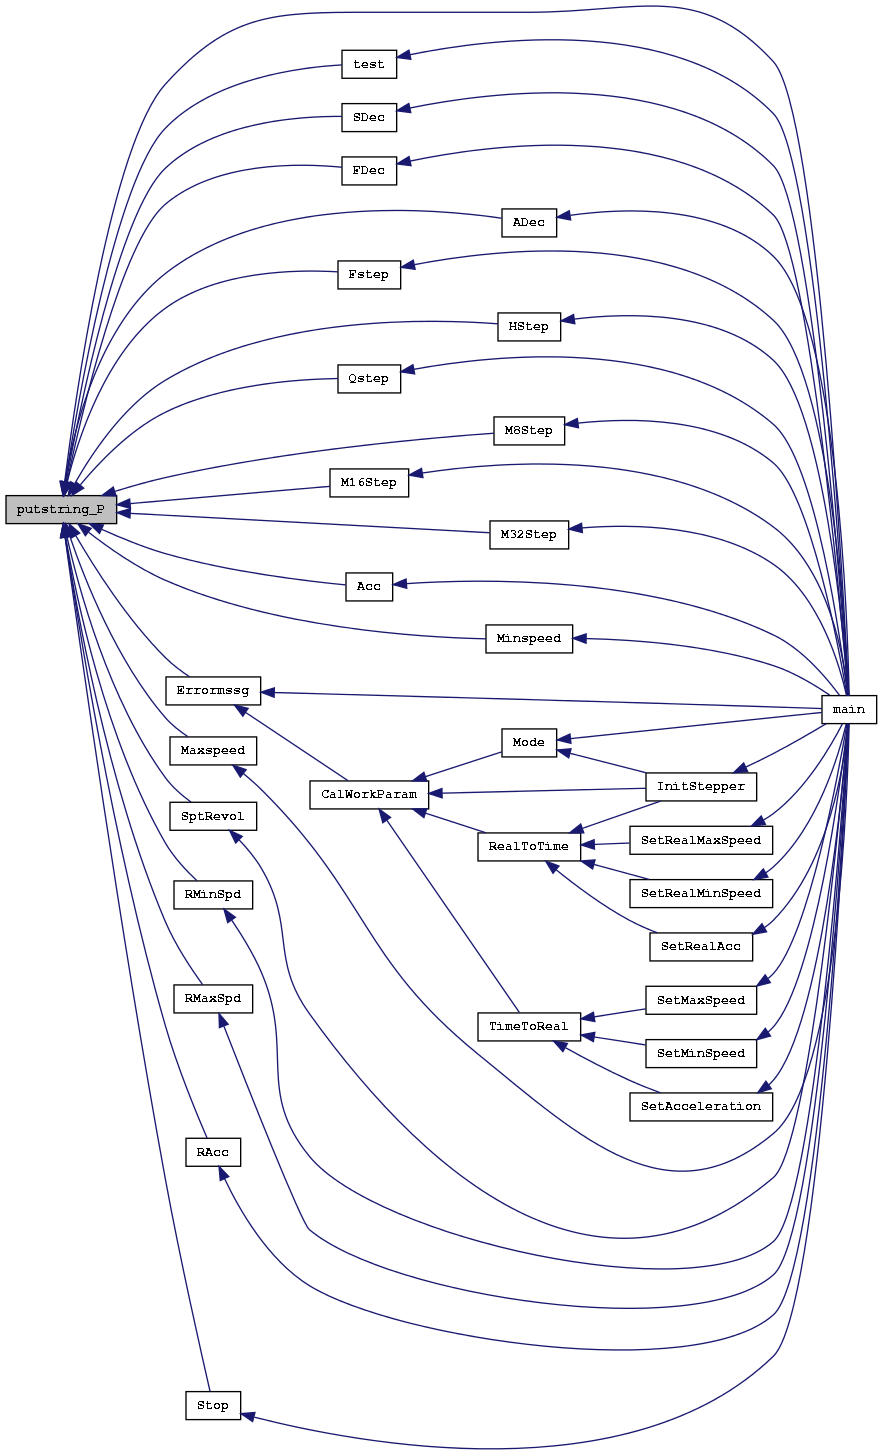 test
SDec
FDec
ADec
Fstep
HStep
Qstep
M8Step
M16Step
putstring_P
M32Step
Acc
Minspeed
Errormssg
main
Mode
Maxspeed
InitStepper
CalWorkParam
SptRevol
SetRealMaxSpeed
RealToTime
RMinSpd
SetRealMinSpeed
SetRealAcc
RMaxSpd
SetMaxSpeed
TimeToReal
SetMinSpeed
SetAcceleration
RAcc
Stop